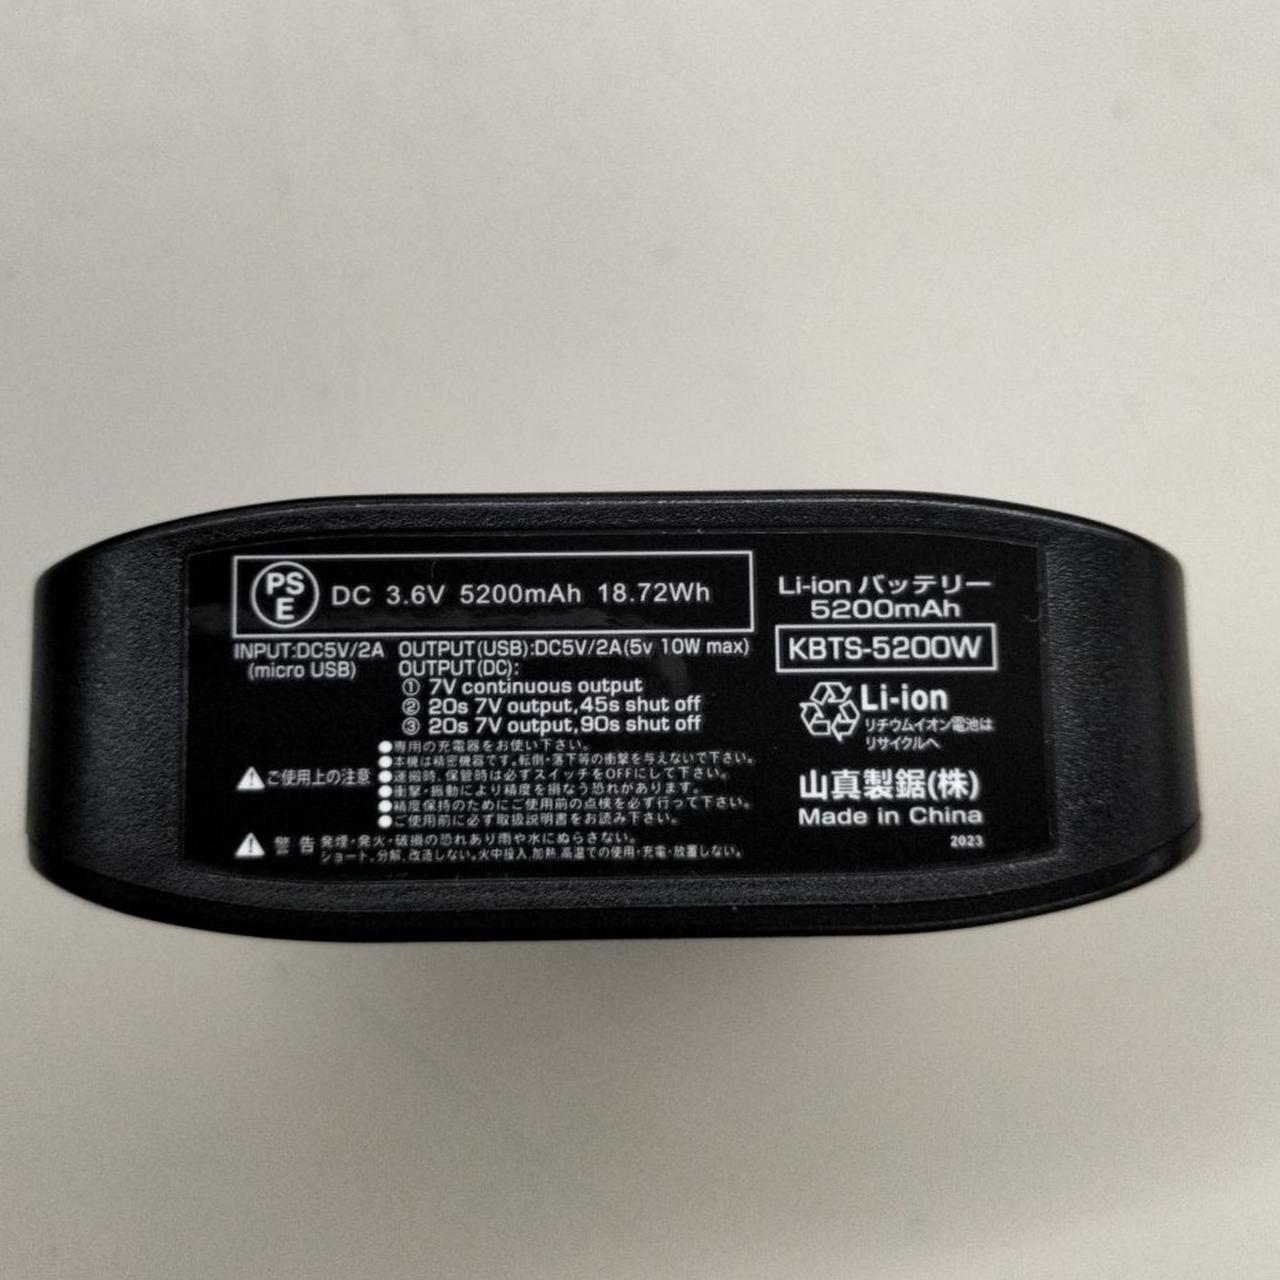 PS
E
DC 3.6V 5200mAh 18.72Wh
INPUT:DC5V/2A
(micro USB)
OUTPUT(USB):DC5V/2A(5v 10W max)
OUTPUT(DC):
① 7V continuous output
② 20s 7V output,45s shut off
③ 20s 7V output,90s shut off
⚠ご使用上の注意
●専用の充電器をお使い下さい。
●本機は精密機器です。転倒・落下等の衝撃を与えないで下さい。
●運搬時、保管時は必ずスイッチをOFFにして下さい。
●衝撃・振動により精度を損なう恐れがあります。
●精度保持のためにご使用前の点検を必ず行って下さい。
●ご使用前に必ず取扱説明書をお読み下さい。
⚠警告 発煙・発火・破損の恐れあり雨や水にぬらさない。
ショート、分解、改造しない。火中投入、加熱、高温での使用・充電・放置しない。
Li-ion バッテリー
5200mAh
KBTS-5200W
Li-ion
リチウムイオン電池は
リサイクルへ
山真製鋸(株)
Made in China
2023